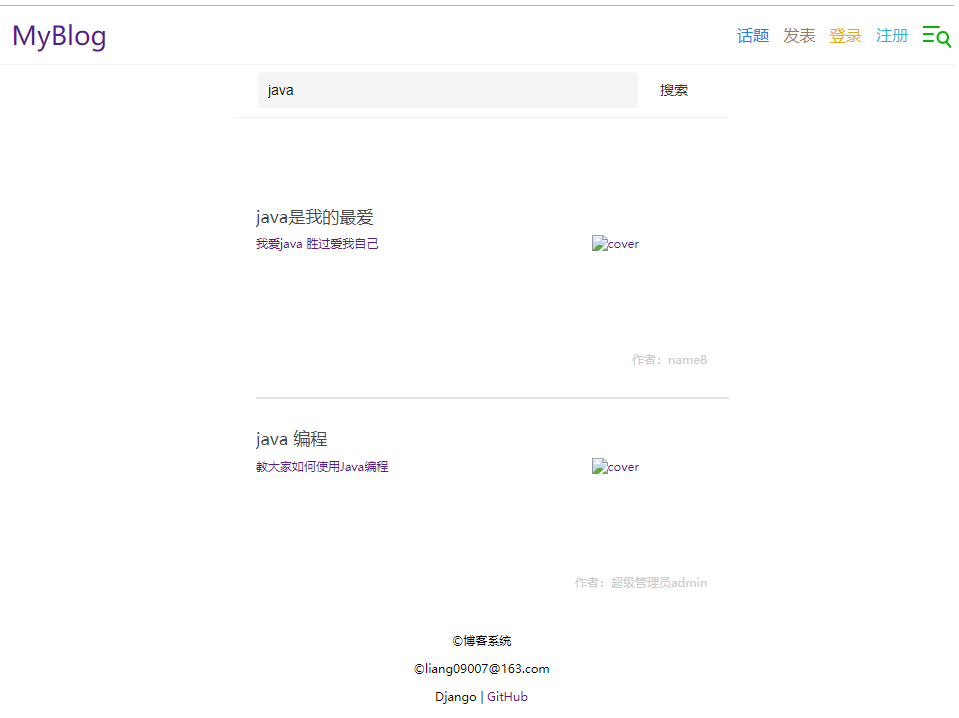 MyBlog 话题 发表 登录 注册
java 搜索
java是我的最爱
我爱java 胜过爱我自己 cover
作者：name8
java 编程
教大家如何使用Java编程 cover
作者：超级管理员admin
©博客系统
©liang09007@163.com
Django | GitHub